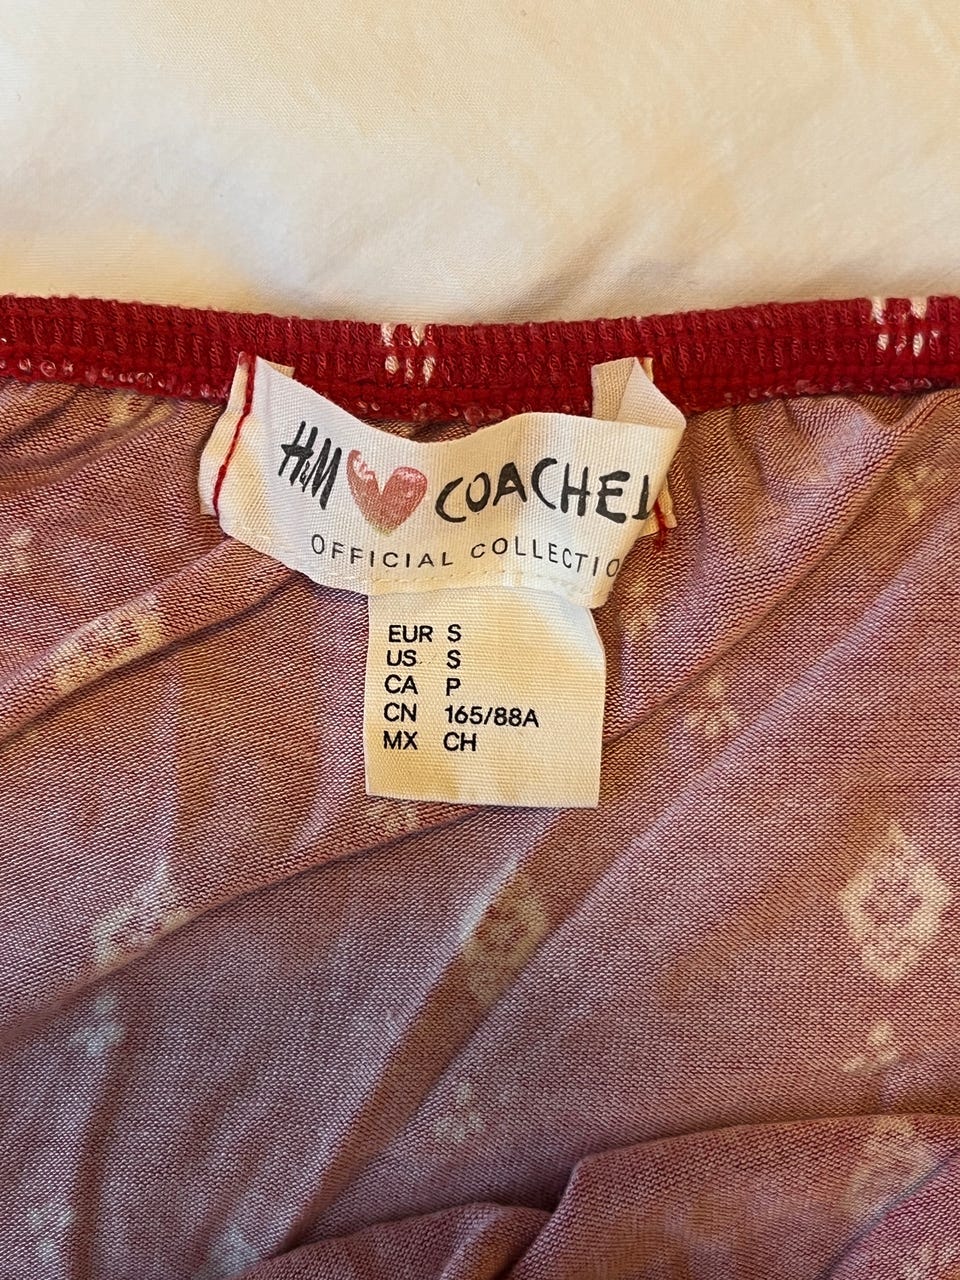 H&M COACHEL
OFFICIAL COLLECTIO
EUR S
US S
CA P
CN 165/88A
MX CH